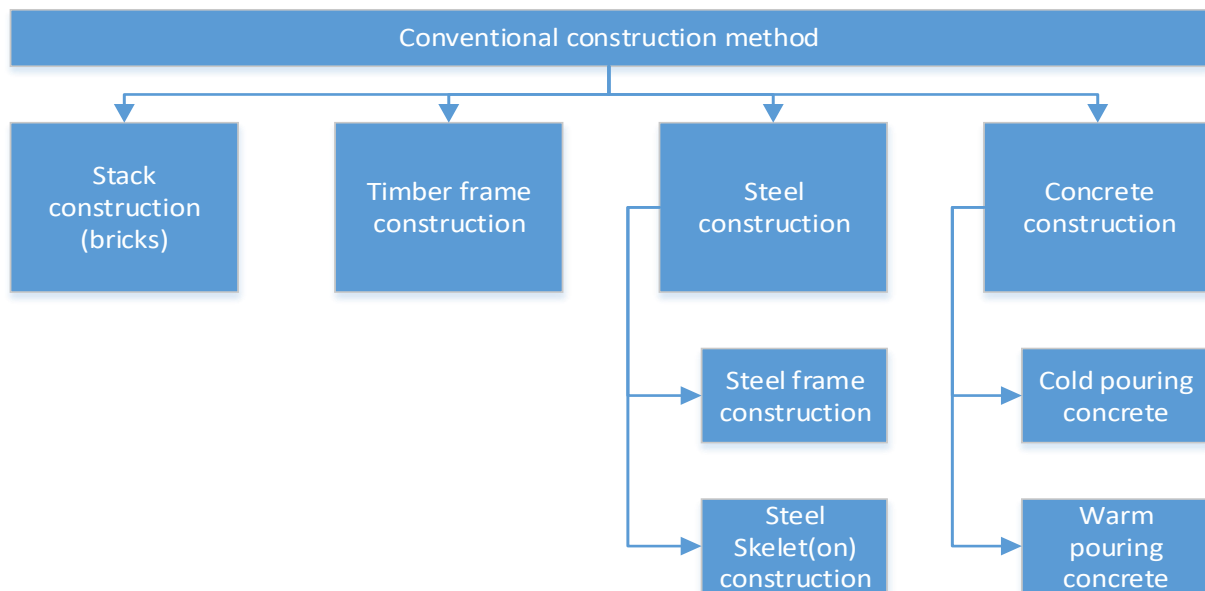 Conventional construction method
Stack
construction
(bricks)
Timber frame
construction
Steel
construction
Concrete
construction
Steel frame
construction
Cold pouring
concrete
Steel
Skelet(on)
construction
Warm
pouring
concrete